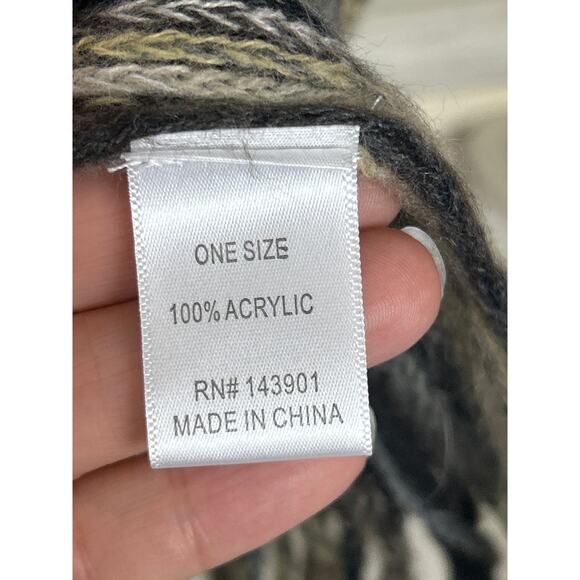 ONE SIZE
100% ACRYLIC
RN# 143901
MADE IN CHINA